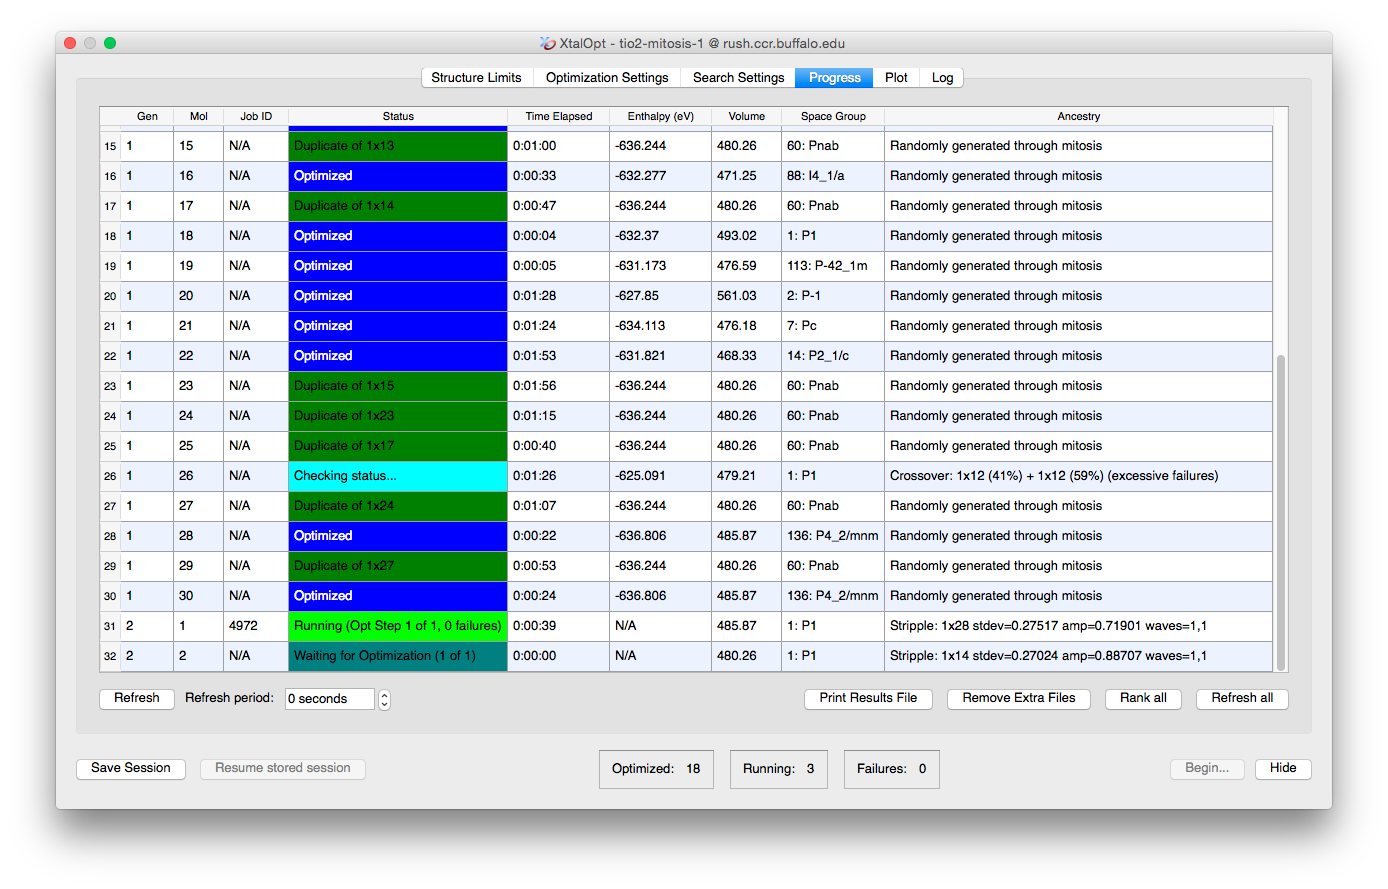 XtalOpt - tio2-mitosis-1 @ rush.ccr.buffalo.edu
Structure Limits Optimization Settings Search Settings Progress Plot Log
Gen Mol Job ID Status Time Elapsed Enthalpy (eV) Volume Space Group Ancestry
15 1 15 N/A Duplicate of 1x13 0:01:00 -636.244 480.26 60: Pnab Randomly generated through mitosis
16 1 16 N/A Optimized 0:00:33 -632.277 471.25 88: I4_1/a Randomly generated through mitosis
17 1 17 N/A Duplicate of 1x14 0:00:47 -636.244 480.26 60: Pnab Randomly generated through mitosis
18 1 18 N/A Optimized 0:00:04 -632.37 493.02 1: P1 Randomly generated through mitosis
19 1 19 N/A Optimized 0:00:05 -631.173 476.59 113: P-42_1m Randomly generated through mitosis
20 1 20 N/A Optimized 0:01:28 -627.85 561.03 2: P-1 Randomly generated through mitosis
21 1 21 N/A Optimized 0:01:24 -634.113 476.18 7: Pc Randomly generated through mitosis
22 1 22 N/A Optimized 0:01:53 -631.821 468.33 14: P2_1/c Randomly generated through mitosis
23 1 23 N/A Duplicate of 1x15 0:01:56 -636.244 480.26 60: Pnab Randomly generated through mitosis
24 1 24 N/A Duplicate of 1x23 0:01:15 -636.244 480.26 60: Pnab Randomly generated through mitosis
25 1 25 N/A Duplicate of 1x17 0:00:40 -636.244 480.26 60: Pnab Randomly generated through mitosis
26 1 26 N/A Checking status... 0:01:26 -625.091 479.21 1: P1 Crossover: 1x12 (41%) + 1x12 (59%) (excessive failures)
27 1 27 N/A Duplicate of 1x24 0:01:07 -636.244 480.26 60: Pnab Randomly generated through mitosis
28 1 28 N/A Optimized 0:00:22 -636.806 485.87 136: P4_2/mnm Randomly generated through mitosis
29 1 29 N/A Duplicate of 1x27 0:00:53 -636.244 480.26 60: Pnab Randomly generated through mitosis
30 1 30 N/A Optimized 0:00:24 -636.806 485.87 136: P4_2/mnm Randomly generated through mitosis
31 2 1 4972 Running (Opt Step 1 of 1, 0 failures) 0:00:39 N/A 485.87 1: P1 Stripple: 1x28 stdev=0.27517 amp=0.71901 waves=1,1
32 2 2 N/A Waiting for Optimization (1 of 1) 0:00:00 N/A 480.26 1: P1 Stripple: 1x14 stdev=0.27024 amp=0.88707 waves=1,1
Refresh Refresh period: 0 seconds Print Results File Remove Extra Files Rank all Refresh all
Save Session Resume stored session Optimized: 18 Running: 3 Failures: 0 Begin... Hide